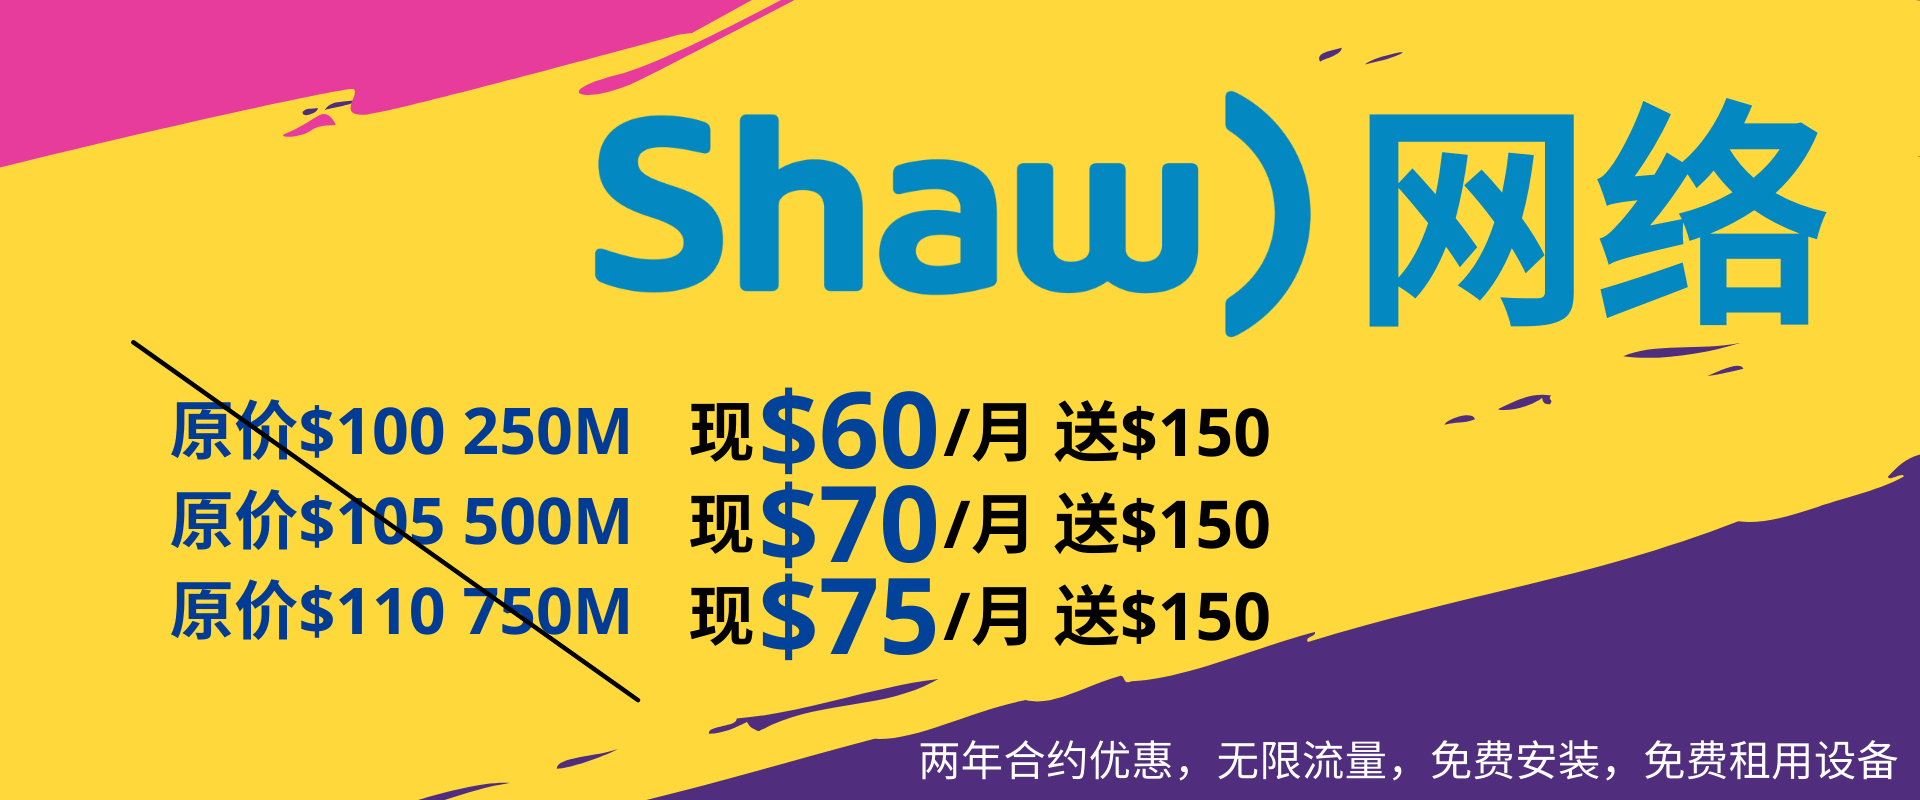 Shaw) 网络
原价$100 250M 现$60/月 送$150
原价$105 500M 现$70/月 送$150
原价$110 750M 现$75/月 送$150
两年合约优惠，无限流量，免费安装，免费租用设备